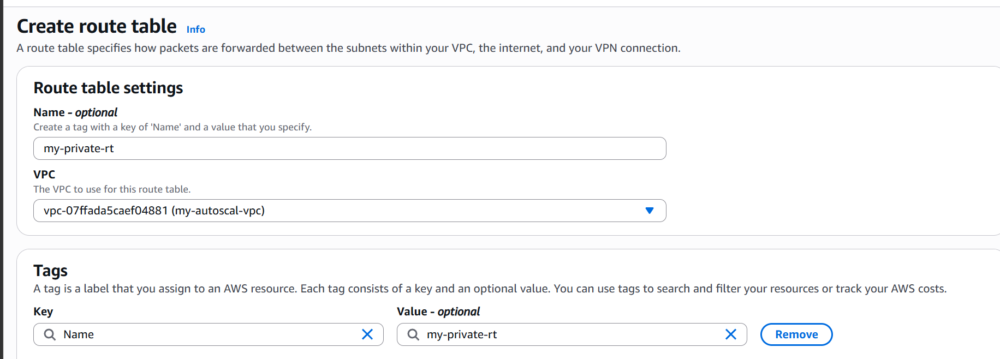 Create route table Info
A route table specifies how packets are forwarded between the subnets within your VPC, the internet, and your VPN connection.
Route table settings
Name - optional
Create a tag with a key of 'Name' and a value that you specify.
my-private-rt
VPC
The VPC to use for this route table.
vpc-07ffada5caef04881 (my-autoscal-vpc)
Tags
A tag is a label that you assign to an AWS resource. Each tag consists of a key and an optional value. You can use tags to search and filter your resources or track your AWS costs.
Key Value - optional
Name my-private-rt Remove